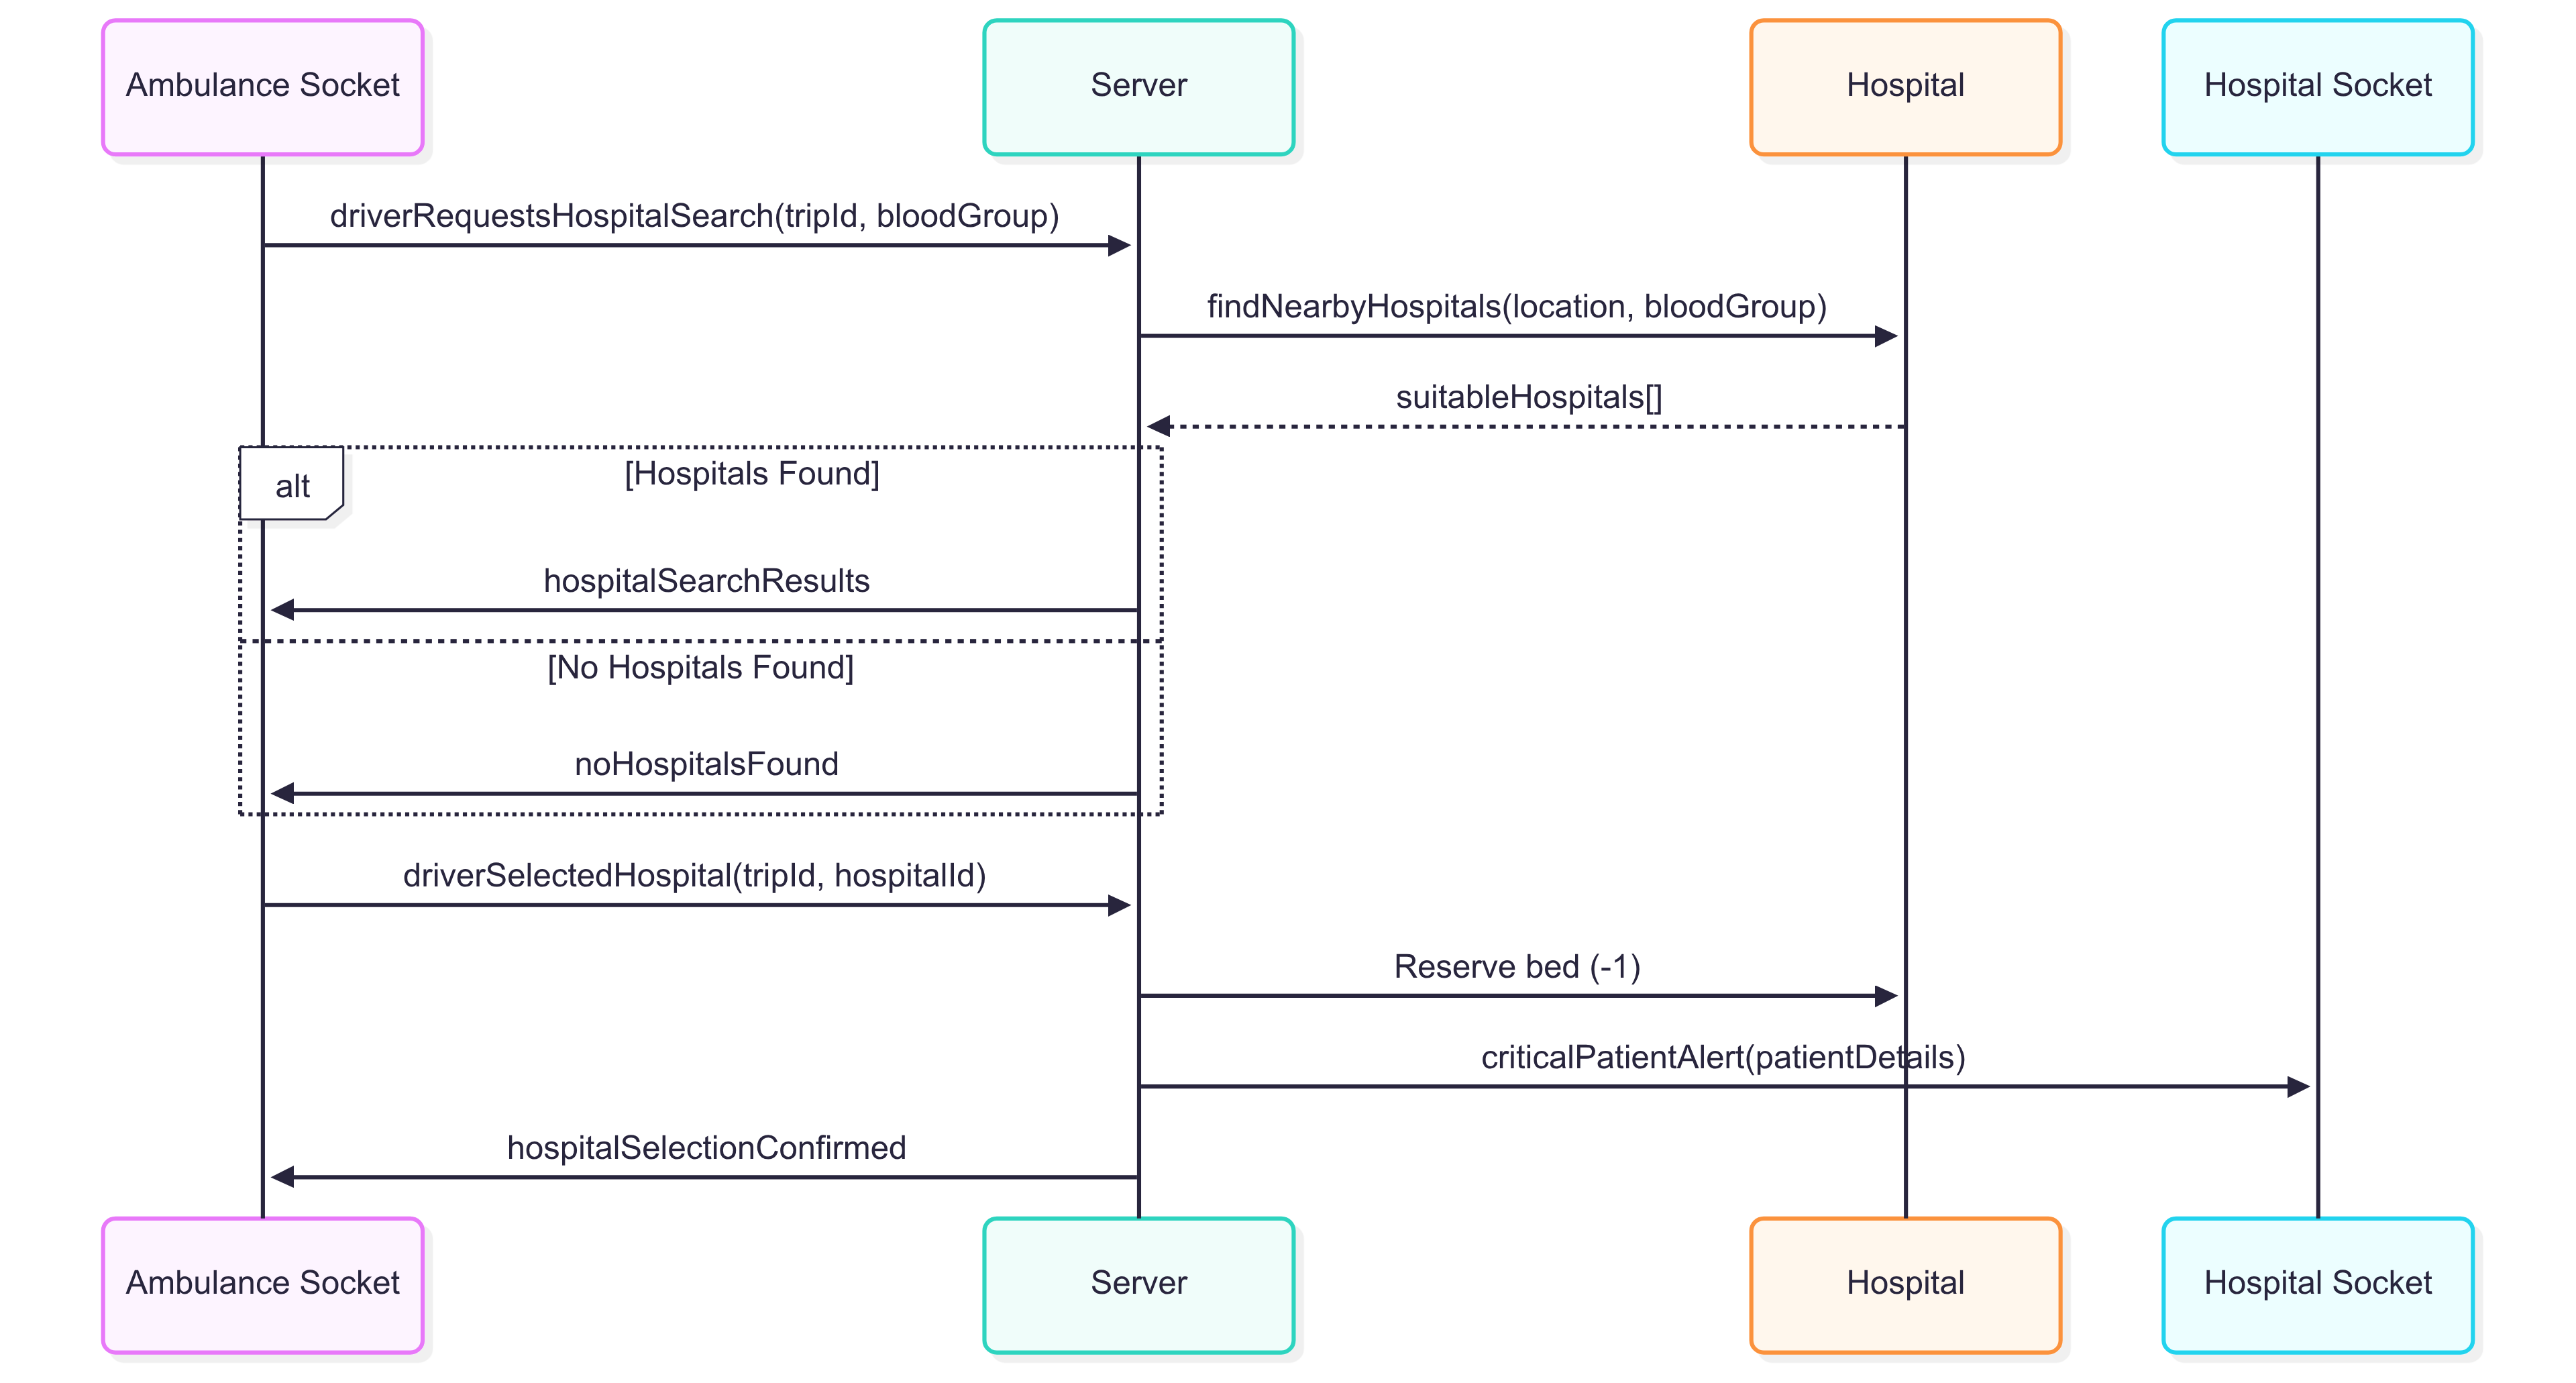 Ambulance Socket
Server
Hospital
Hospital Socket
driverRequestsHospitalSearch(tripId, bloodGroup)
findNearbyHospitals(location, bloodGroup)
suitableHospitals[]
alt
[Hospitals Found]
hospitalSearchResults
[No Hospitals Found]
noHospitalsFound
driverSelectedHospital(tripId, hospitalId)
Reserve bed (-1)
criticalPatientAlert(patientDetails)
hospitalSelectionConfirmed
Ambulance Socket
Server
Hospital
Hospital Socket